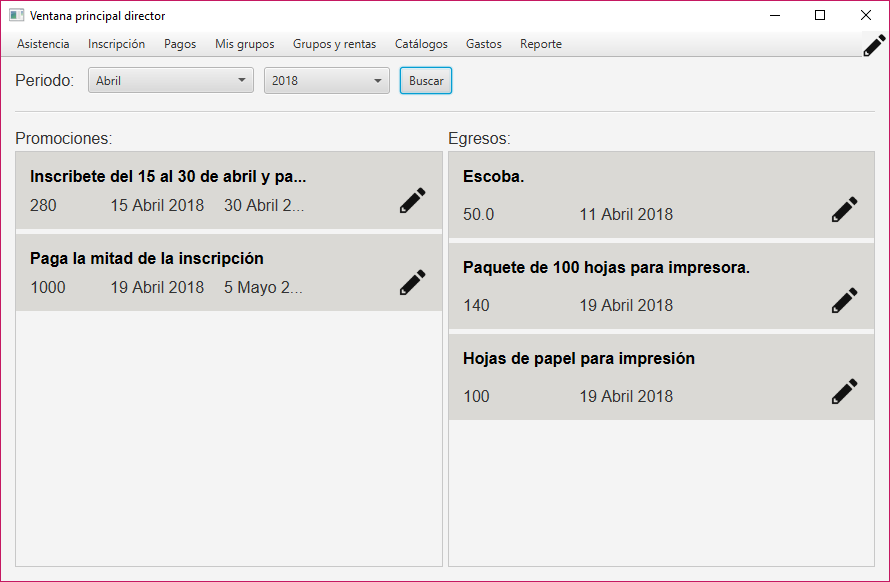 Ventana principal director
Asistencia Inscripción Pagos Mis grupos Grupos y rentas Catálogos Gastos Reporte
Periodo: Abril 2018 Buscar
Promociones:
Inscribete del 15 al 30 de abril y pa...
280 15 Abril 2018 30 Abril 2...
Paga la mitad de la inscripción
1000 19 Abril 2018 5 Mayo 2...
Egresos:
Escoba.
50.0 11 Abril 2018
Paquete de 100 hojas para impresora.
140 19 Abril 2018
Hojas de papel para impresión
100 19 Abril 2018